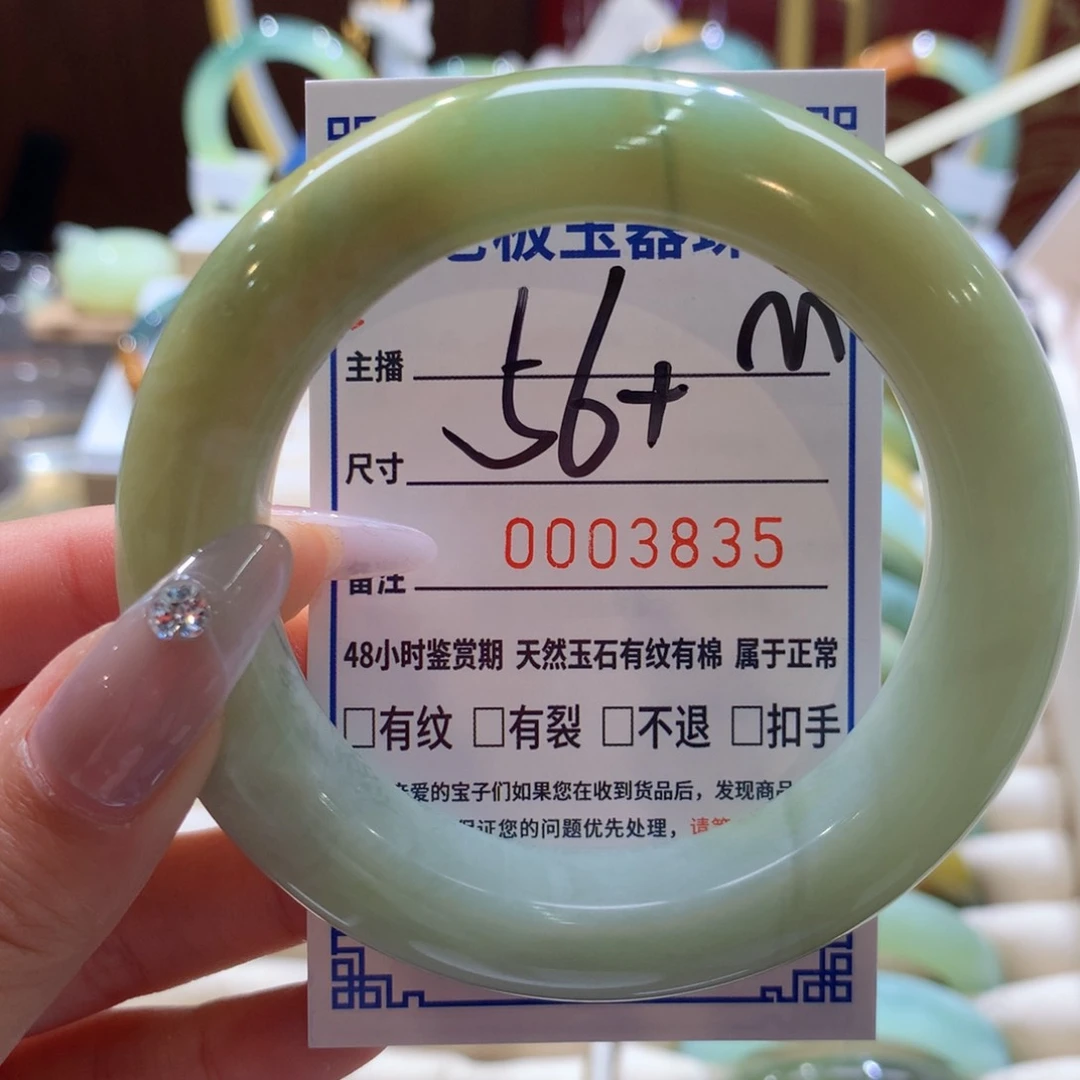 板玉器
M
主播 56+
尺寸
0003835
备注
48小时鉴赏期 天然玉石有纹有棉 属于正常
□有纹 □有裂 □不退 □扣手
亲爱的宝子们如果您在收到货品后，发现商品
保证您的问题优先处理，请